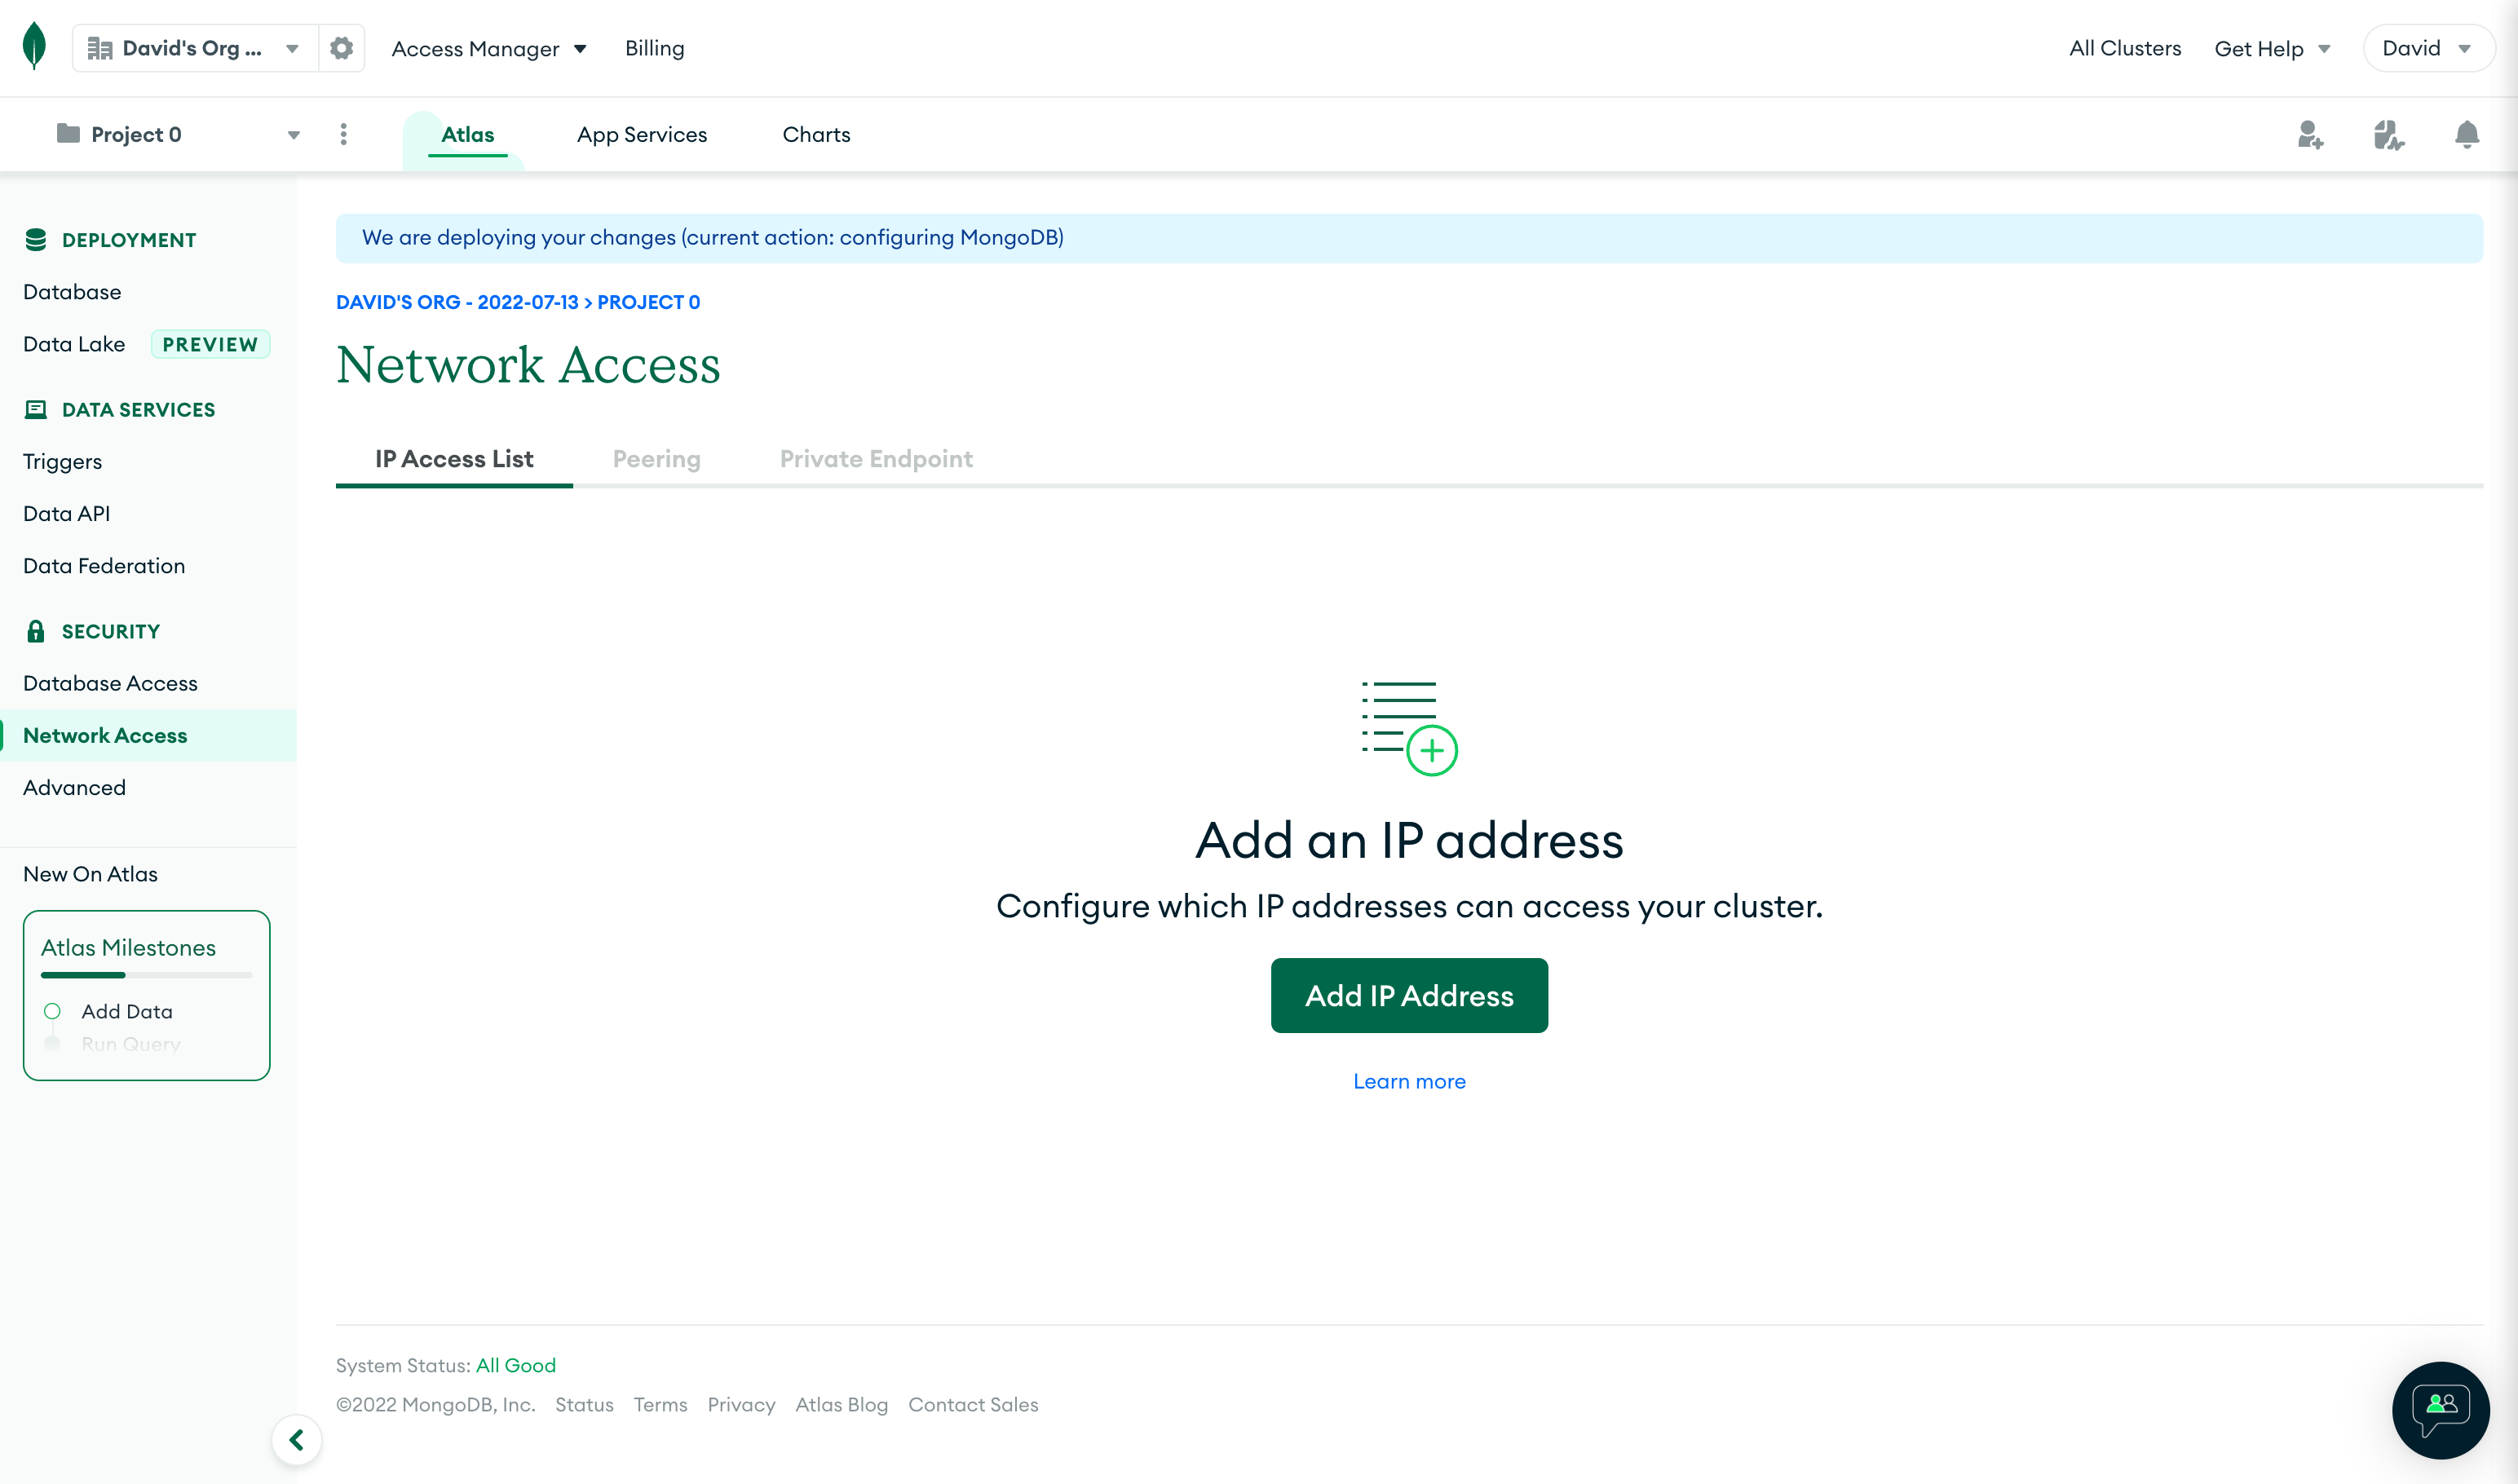 David's Org ...
Access Manager
Billing
All Clusters
Get Help
David
Project 0
Atlas
App Services
Charts
DEPLOYMENT
Database
Data Lake PREVIEW
DATA SERVICES
Triggers
Data API
Data Federation
SECURITY
Database Access
Network Access
Advanced
New On Atlas
Atlas Milestones
Add Data
Run Query
We are deploying your changes (current action: configuring MongoDB)
DAVID'S ORG - 2022-07-13 > PROJECT 0
Network Access
IP Access List
Peering
Private Endpoint
Add an IP address
Configure which IP addresses can access your cluster.
Add IP Address
Learn more
System Status: All Good
©2022 MongoDB, Inc. Status Terms Privacy Atlas Blog Contact Sales